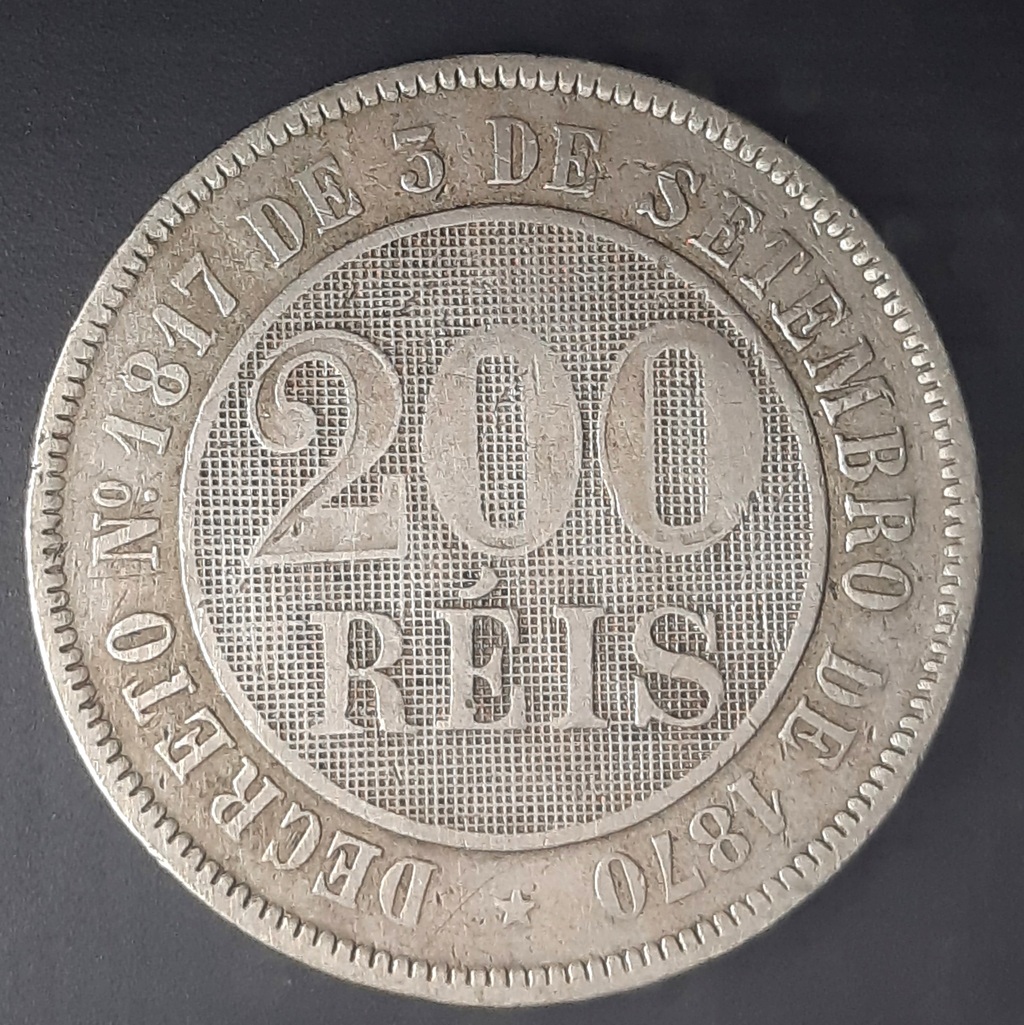 DECRETO Nº. 1817 DE 3 DE SETEMBRO DE 1870
200
RÉIS